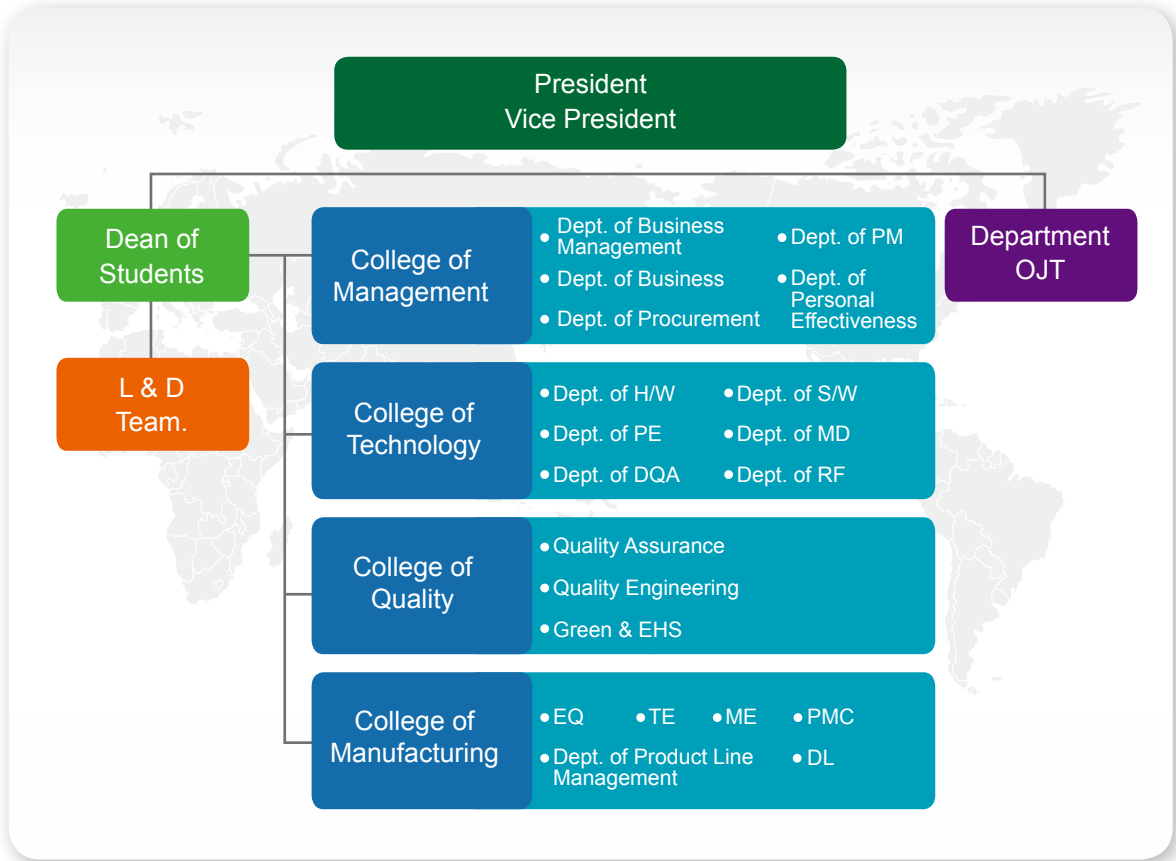 President
Vice President
Dean of
Students
L & D
Team.
College of
Management
• Dept. of Business
Management
• Dept. of Business
• Dept. of Procurement
• Dept. of PM
• Dept. of
Personal
Effectiveness
Department
OJT
College of
Technology
• Dept. of H/W
• Dept. of S/W
• Dept. of PE
• Dept. of MD
• Dept. of DQA
• Dept. of RF
College of
Quality
• Quality Assurance
• Quality Engineering
• Green & EHS
College of
Manufacturing
• EQ • TE • ME • PMC
• Dept. of Product Line
Management
• DL